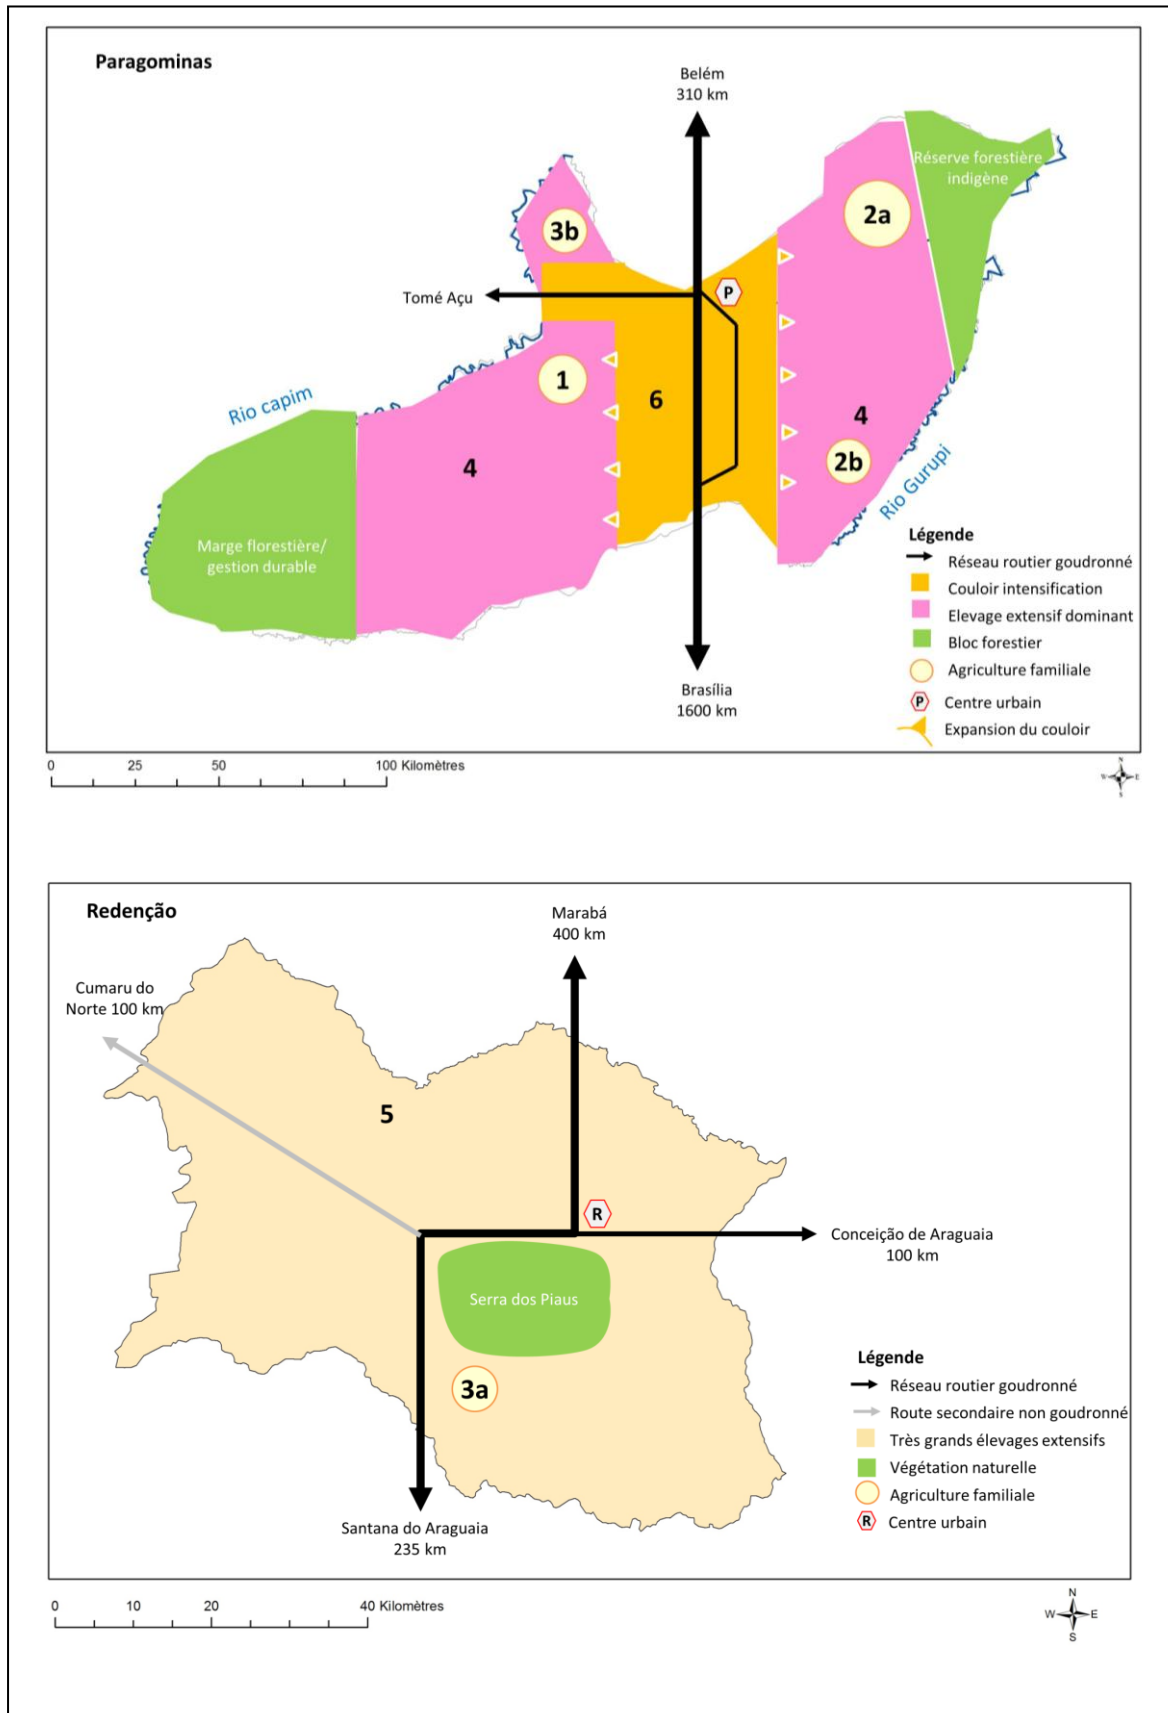 Paragominas
Belém
310 km
Réserve forestière
indigène
2a
3b
P
Tomé Açu
1
6
4
2b
Rio capim
4
Rio Gurupi
Marge florestière/
gestion durable
Brasília
1600 km
Légende
Réseau routier goudronné
Couloir intensification
Elevage extensif dominant
Bloc forestier
Agriculture familiale
P Centre urbain
Expansion du couloir
0 25 50 100 Kilomètres
N
W E
S
Redenção
Marabá
400 km
Cumaru do
Norte 100 km
5
R
Conceição de Araguaia
100 km
Serra dos Piaus
3a
Santana do Araguaia
235 km
Légende
Réseau routier goudronné
Route secondaire non goudronné
Très grands élevages extensifs
Végétation naturelle
Agriculture familiale
R Centre urbain
0 10 20 40 Kilomètres
N
W E
S